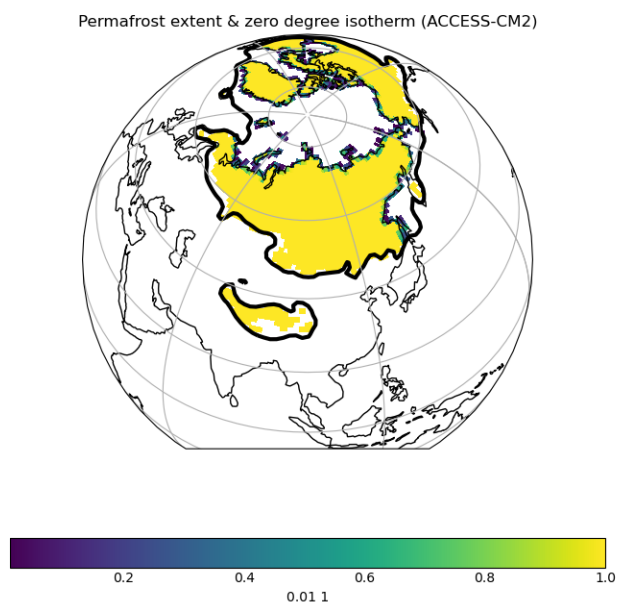 Permafrost extent & zero degree isotherm (ACCESS-CM2)
0.2 0.4 0.6 0.8 1.0
0.01 1